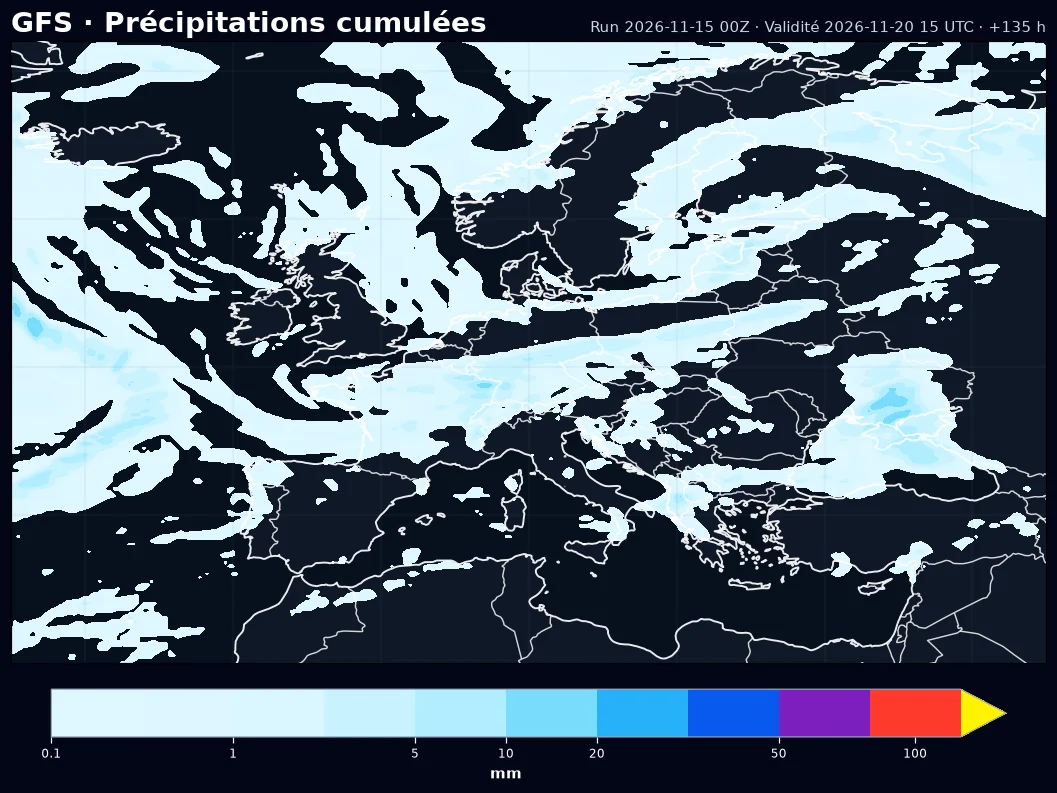 GFS · Précipitations cumulées
Run 2026-11-15 00Z · Validité 2026-11-20 15 UTC · +135 h
0.1 1 5 10 20 50 100
mm